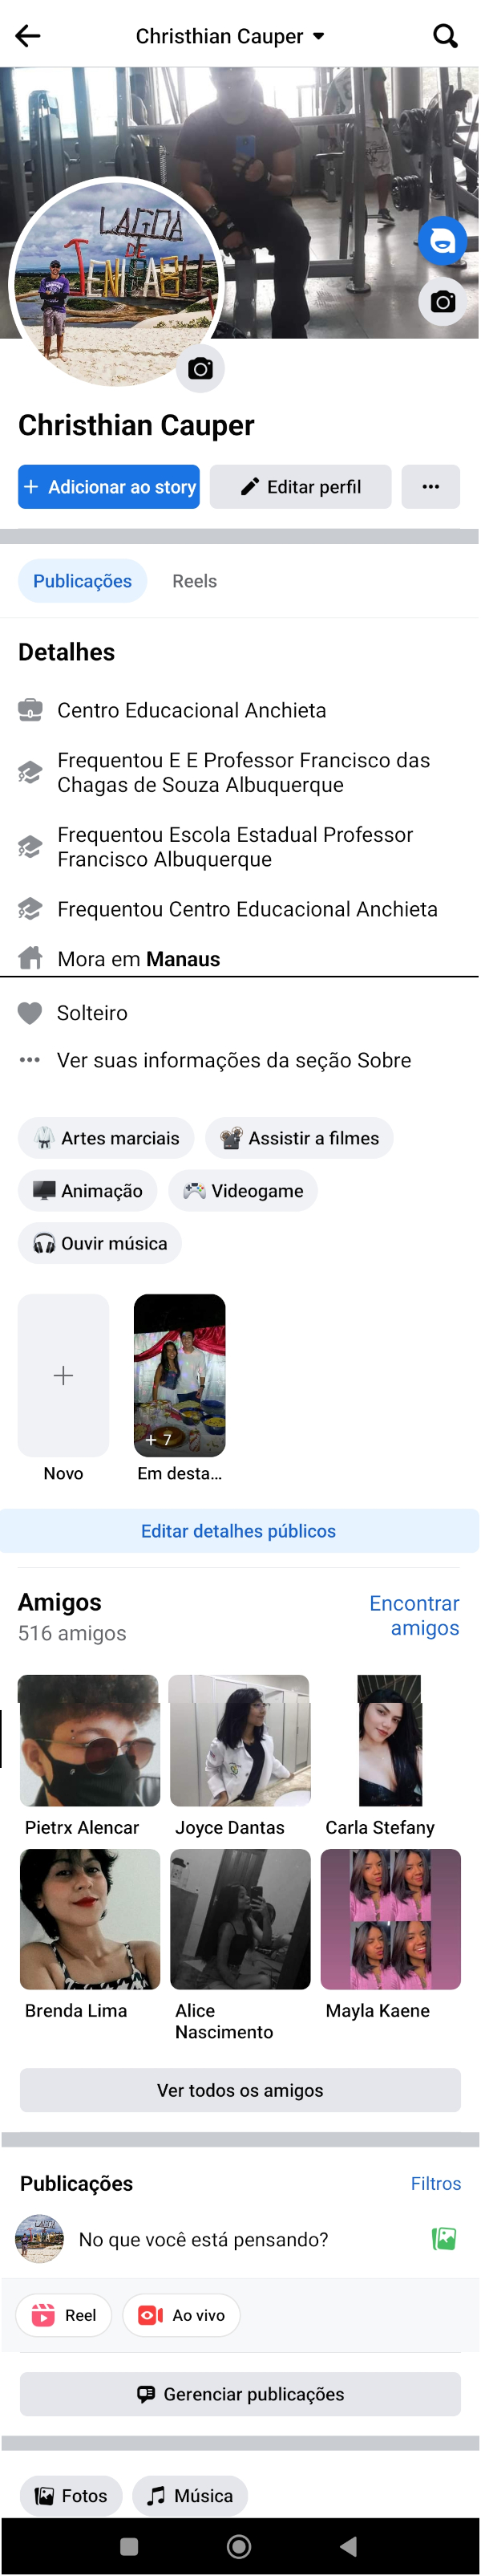 Christhian Cauper
LAGOA
DE
Christhian Cauper
+ Adicionar ao story
Editar perfil
Publicações
Reels
Detalhes
Centro Educacional Anchieta
Frequentou E E Professor Francisco das
Chagas de Souza Albuquerque
Frequentou Escola Estadual Professor
Francisco Albuquerque
Frequentou Centro Educacional Anchieta
Mora em Manaus
Solteiro
Ver suas informações da seção Sobre
Artes marciais
Assistir a filmes
Animação
Videogame
Ouvir música
+ 7
Novo
Em desta...
Editar detalhes públicos
Amigos
Encontrar
amigos
516 amigos
Pietrx Alencar
Joyce Dantas
Carla Stefany
Brenda Lima
Alice
Nascimento
Mayla Kaene
Ver todos os amigos
Publicações
Filtros
No que você está pensando?
Reel
Ao vivo
Gerenciar publicações
Fotos
Música